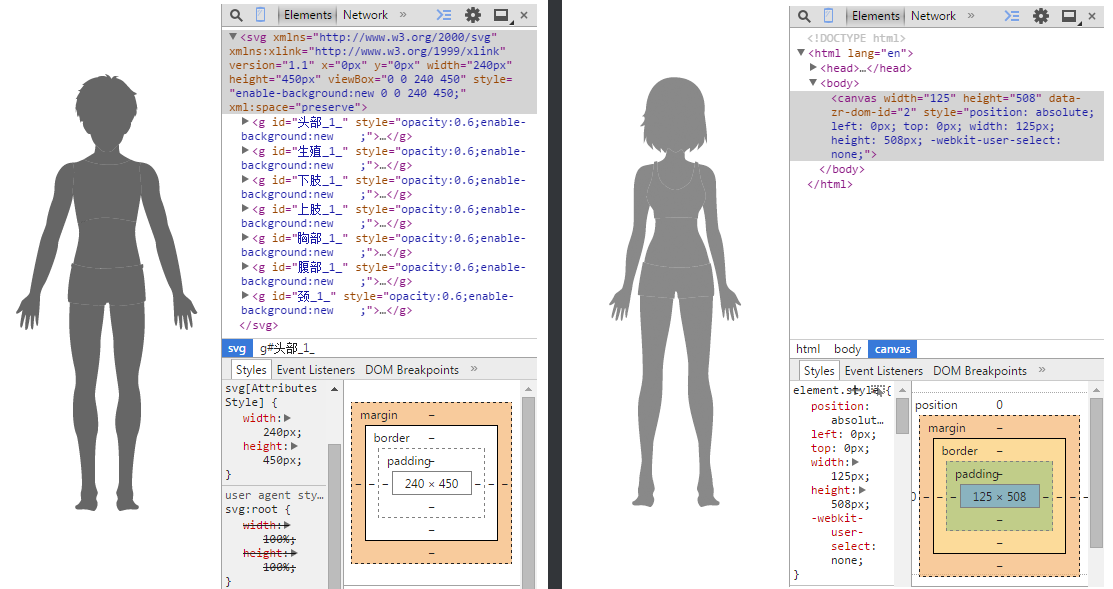 Elements Network »
▼<svg xmlns="http://www.w3.org/2000/svg"
xmlns:xlink="http://www.w3.org/1999/xlink"
version="1.1" x="0px" y="0px" width="240px"
height="450px" viewBox="0 0 240 450" style=
"enable-background:new 0 0 240 450;"
xml:space="preserve">
▶<g id="头部_1_" style="opacity:0.6;enable-
background:new    ;">…</g>
▶<g id="生殖_1_" style="opacity:0.6;enable-
background:new    ;">…</g>
▶<g id="下肢_1_" style="opacity:0.6;enable-
background:new    ;">…</g>
▶<g id="上肢_1_" style="opacity:0.6;enable-
background:new    ;">…</g>
▶<g id="胸部_1_" style="opacity:0.6;enable-
background:new    ;">…</g>
▶<g id="腹部_1_" style="opacity:0.6;enable-
background:new    ;">…</g>
▶<g id="颈_1_" style="opacity:0.6;enable-
background:new    ;">…</g>
</svg>
svg g#头部_1_
Styles Event Listeners DOM Breakpoints »
svg[Attributes
Style] {
width:▶
240px;
height:▶
450px;
}
user agent sty…
svg:root {
width:▶
100%;
height:▶
100%;
}
margin –
border –
padding–
– – – 240 × 450 – – –
–
–
–
Elements Network »
<!DOCTYPE html>
▼<html lang="en">
▶<head>…</head>
▼<body>
<canvas width="125" height="508" data-
zr-dom-id="2" style="position: absolute;
left: 0px; top: 0px; width: 125px;
height: 508px; -webkit-user-select:
none;">
</body>
</html>
html body canvas
Styles Event Listeners DOM Breakpoints »
element.style {
position:
absolut…
left: 0px;
top: 0px;
width:▶
125px;
height:▶
508px;
-webkit-
user-
select:
none;
}
position 0
margin –
border –
padding–
0 – – – 125 × 508 – – –
–
–
–